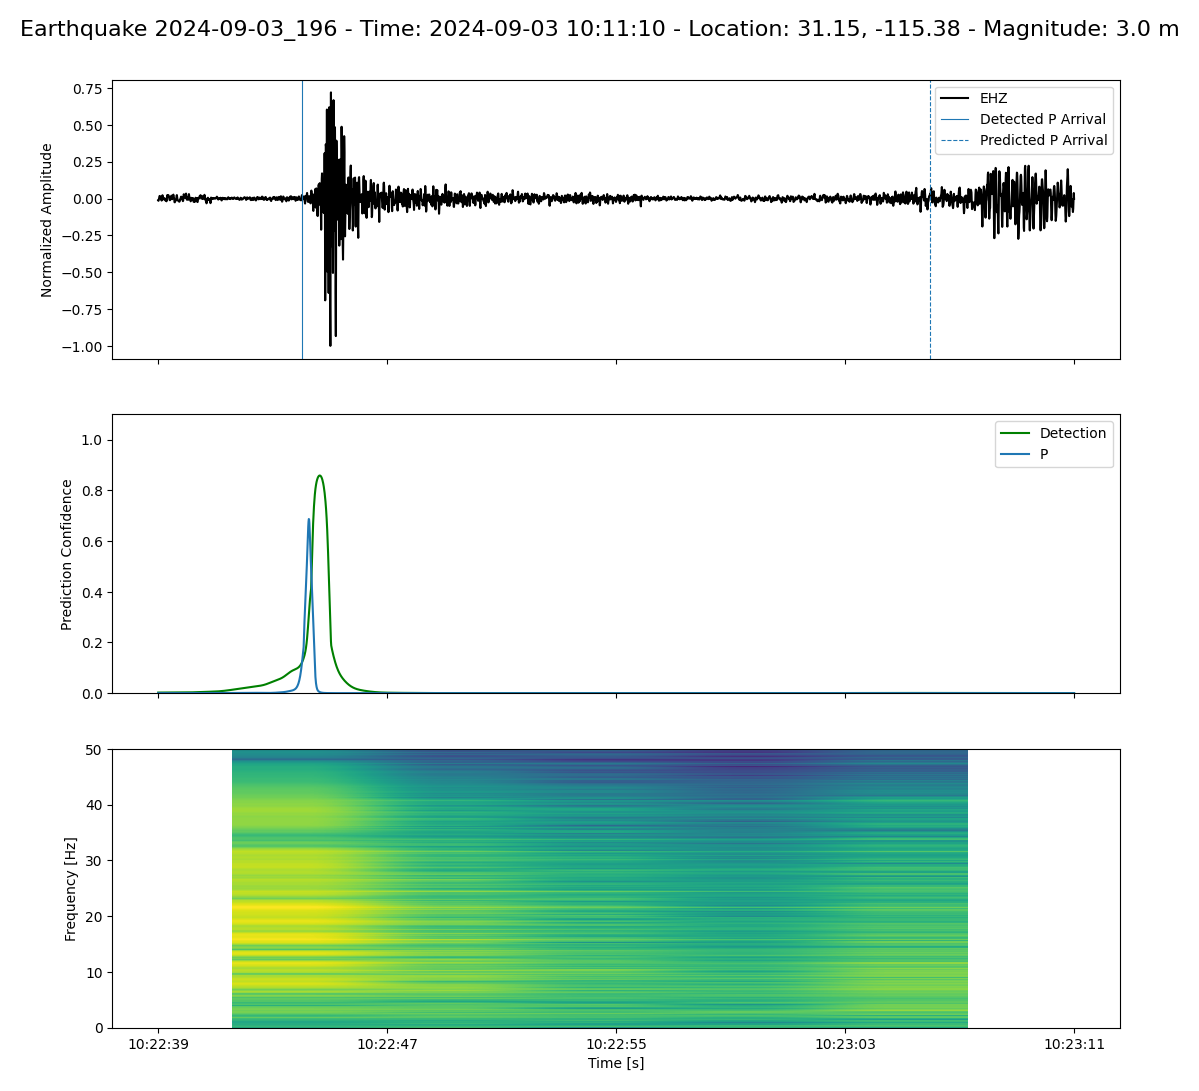 Earthquake 2024-09-03_196 - Time: 2024-09-03 10:11:10 - Location: 31.15, -115.38 - Magnitude: 3.0 m
Normalized Amplitude
0.75
0.50
0.25
0.00
−0.25
−0.50
−0.75
−1.00
EHZ
Detected P Arrival
Predicted P Arrival
Prediction Confidence
1.0
0.8
0.6
0.4
0.2
0.0
Detection
P
Frequency [Hz]
50
40
30
20
10
0
10:22:39 10:22:47 10:22:55 10:23:03 10:23:11
Time [s]